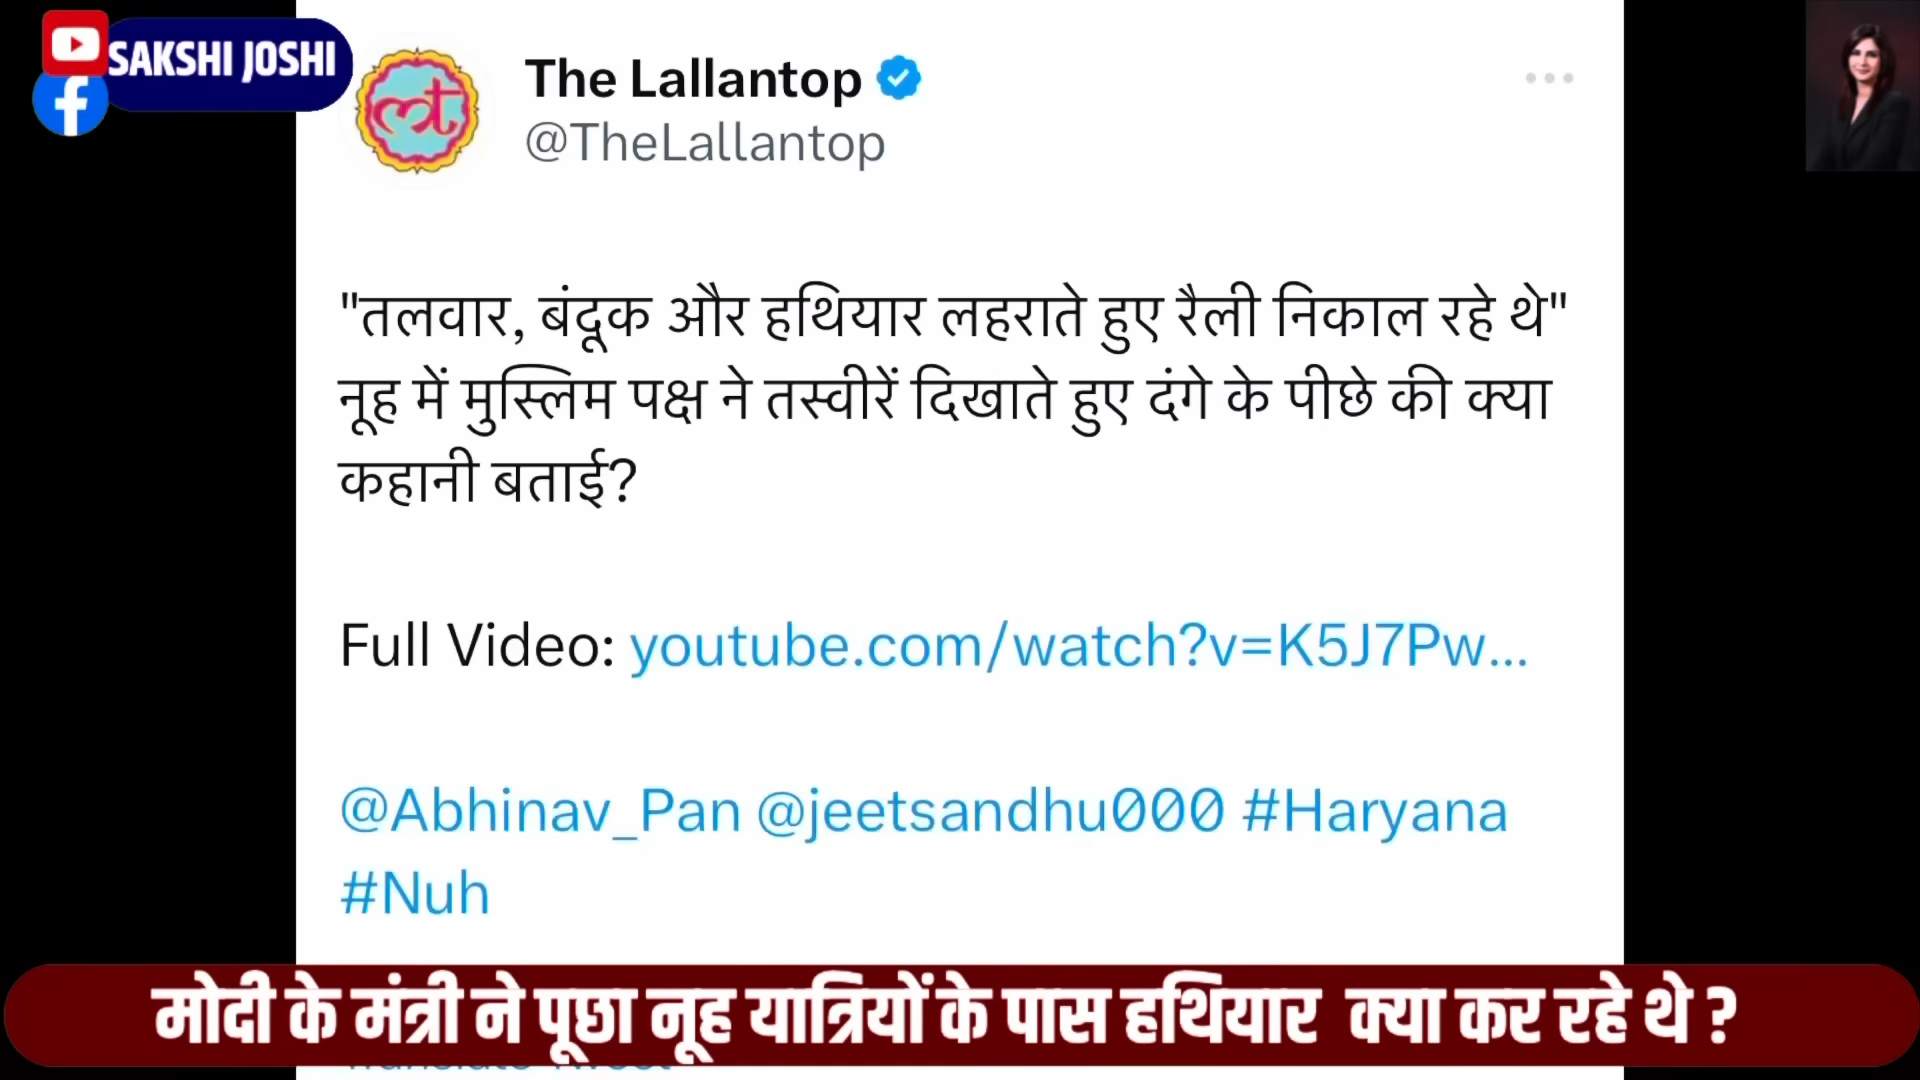 SAKSHI JOSHI
The Lallantop
@TheLallantop
"तलवार, बंदूक और हथियार लहराते हुए रैली निकाल रहे थे"
नूह में मुस्लिम पक्ष ने तस्वीरें दिखाते हुए दंगे के पीछे की क्या
कहानी बताई?
Full Video: youtube.com/watch?v=K5J7Pw...
@Abhinav_Pan @jeetsandhu000 #Haryana
#Nuh
मोदी के मंत्री ने पूछा नूह यात्रियों के पास हथियार क्या कर रहे थे ?